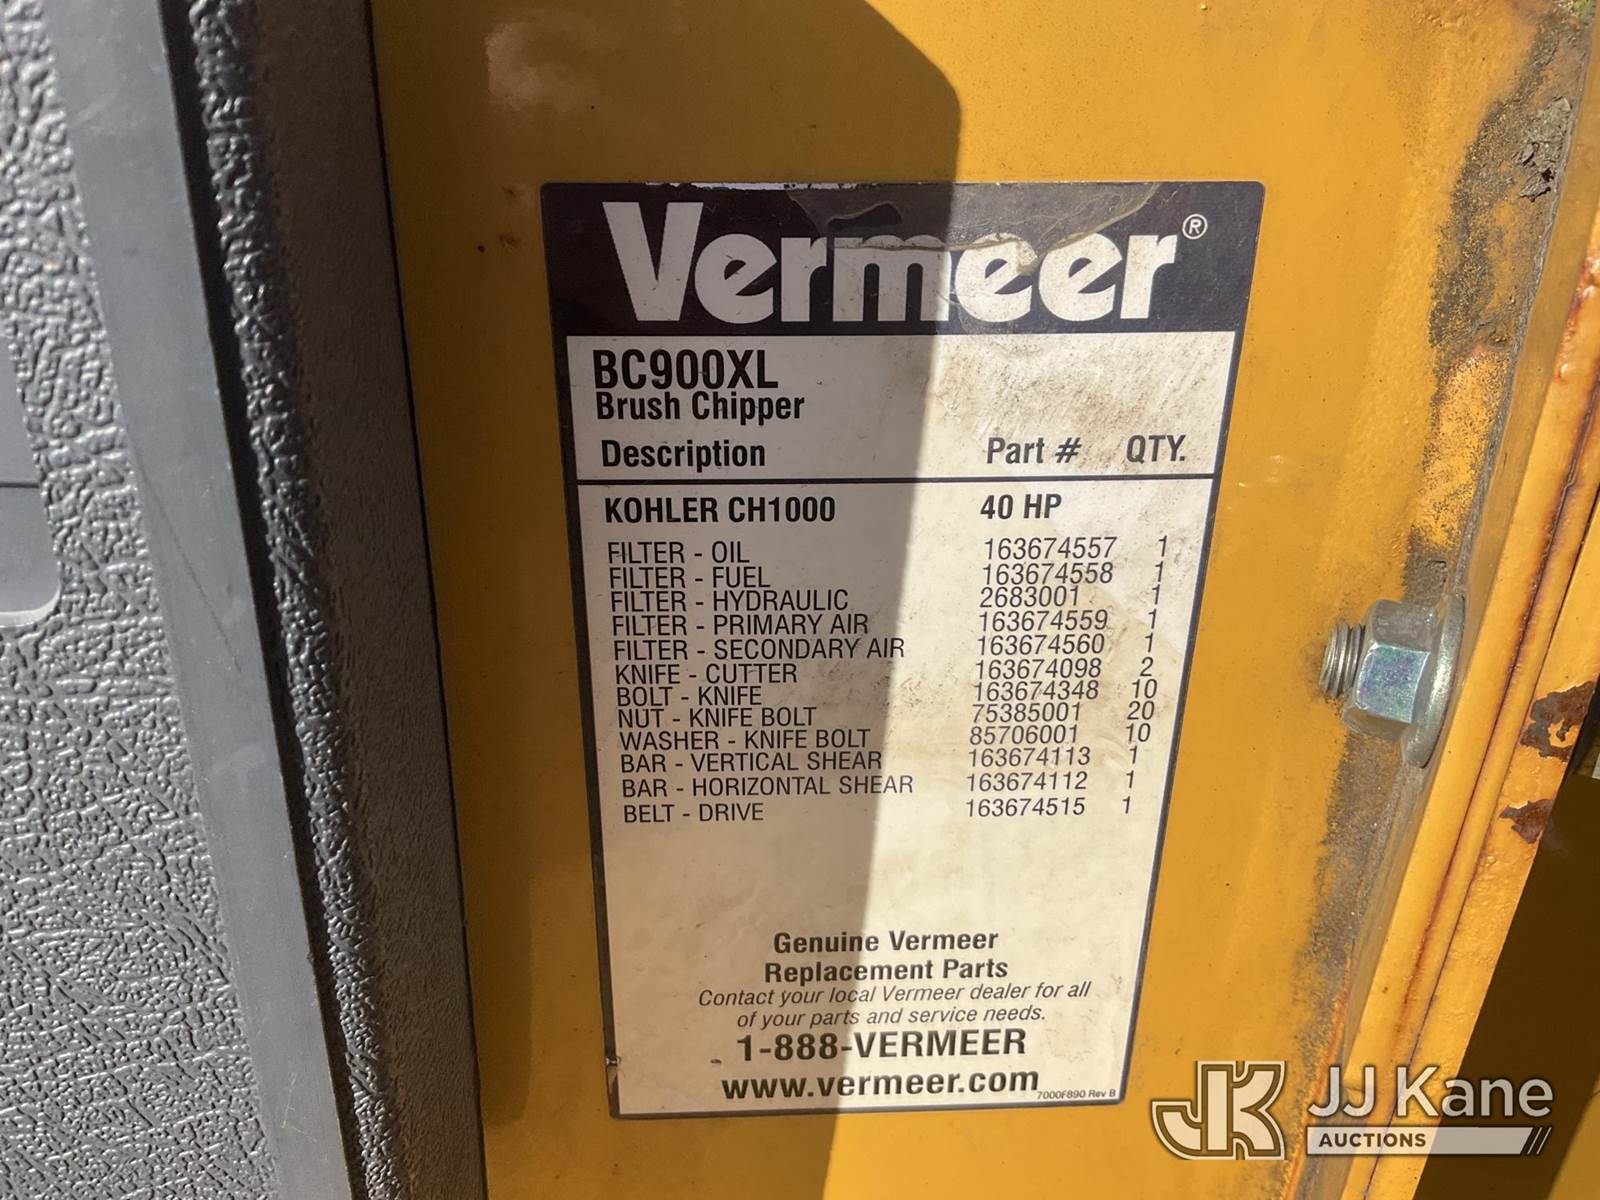 Vermeer®
BC900XL
Brush Chipper
Description Part # QTY.
KOHLER CH1000 40 HP
FILTER - OIL 163674557 1
FILTER - FUEL 163674558 1
FILTER - HYDRAULIC 2683001 1
FILTER - PRIMARY AIR 163674559 1
FILTER - SECONDARY AIR 163674560 1
KNIFE - CUTTER 163674098 2
BOLT - KNIFE 163674348 10
NUT - KNIFE BOLT 75385001 20
WASHER - KNIFE BOLT 85706001 10
BAR - VERTICAL SHEAR 163674113 1
BAR - HORIZONTAL SHEAR 163674112 1
BELT - DRIVE 163674515 1
Genuine Vermeer
Replacement Parts
Contact your local Vermeer dealer for all
of your parts and service needs.
1-888-VERMEER
www.vermeer.com
7000F890 Rev B
JK JJ Kane
AUCTIONS